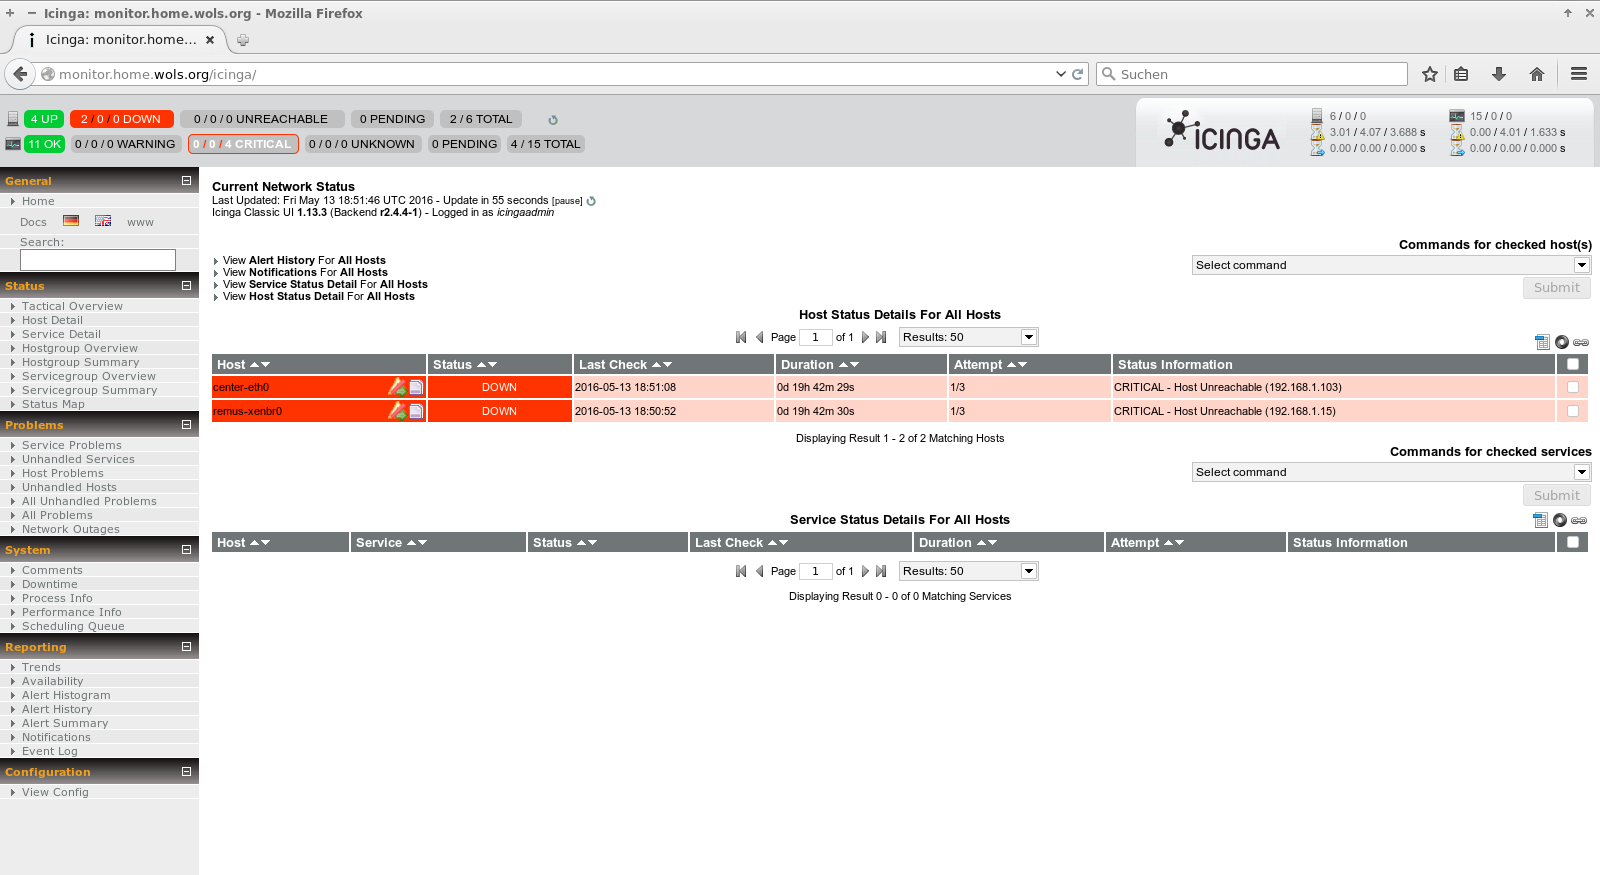 Icinga: monitor.home.wols.org - Mozilla Firefox
Icinga: monitor.home...
monitor.home.wols.org/icinga/
Suchen
4 UP 2 / 0 / 0 DOWN 0 / 0 / 0 UNREACHABLE 0 PENDING 2 / 6 TOTAL
11 OK 0 / 0 / 0 WARNING 0 / 0 / 4 CRITICAL 0 / 0 / 0 UNKNOWN 0 PENDING 4 / 15 TOTAL
ICINGA
6 / 0 / 0 15 / 0 / 0
3.01 / 4.07 / 3.688 s 0.00 / 4.01 / 1.633 s
0.00 / 0.00 / 0.000 s 0.00 / 0.00 / 0.000 s
General
Home
Docs www
Search:
Status
Tactical Overview
Host Detail
Service Detail
Hostgroup Overview
Hostgroup Summary
Servicegroup Overview
Servicegroup Summary
Status Map
Problems
Service Problems
Unhandled Services
Host Problems
Unhandled Hosts
All Unhandled Problems
All Problems
Network Outages
System
Comments
Downtime
Process Info
Performance Info
Scheduling Queue
Reporting
Trends
Availability
Alert Histogram
Alert History
Alert Summary
Notifications
Event Log
Configuration
View Config
Current Network Status
Last Updated: Fri May 13 18:51:46 UTC 2016 - Update in 55 seconds [pause]
Icinga Classic UI 1.13.3 (Backend r2.4.4-1) - Logged in as icingaadmin
View Alert History For All Hosts
View Notifications For All Hosts
View Service Status Detail For All Hosts
View Host Status Detail For All Hosts
Commands for checked host(s)
Select command
Submit
Host Status Details For All Hosts
Page 1 of 1 Results: 50
Host Status Last Check Duration Attempt Status Information
center-eth0 DOWN 2016-05-13 18:51:08 0d 19h 42m 29s 1/3 CRITICAL - Host Unreachable (192.168.1.103)
remus-xenbr0 DOWN 2016-05-13 18:50:52 0d 19h 42m 30s 1/3 CRITICAL - Host Unreachable (192.168.1.15)
Displaying Result 1 - 2 of 2 Matching Hosts
Commands for checked services
Select command
Submit
Service Status Details For All Hosts
Host Service Status Last Check Duration Attempt Status Information
Page 1 of 1 Results: 50
Displaying Result 0 - 0 of 0 Matching Services